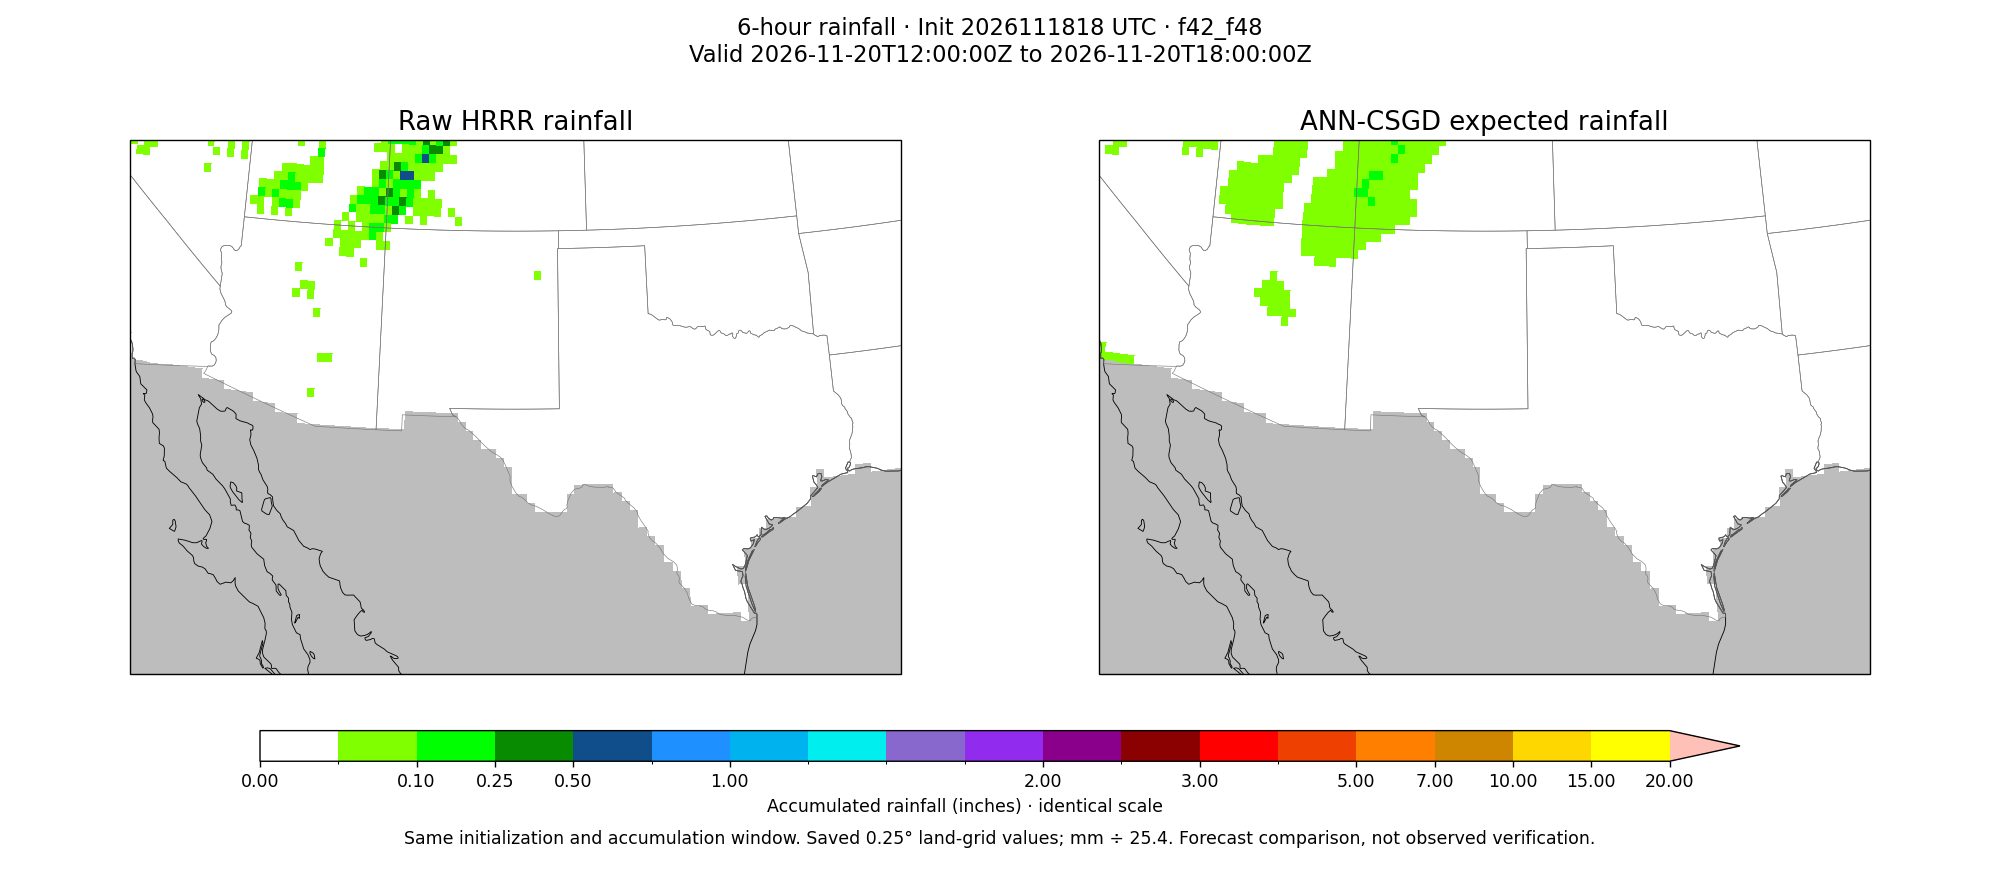 6-hour rainfall · Init 2026111818 UTC · f42_f48
Valid 2026-11-20T12:00:00Z to 2026-11-20T18:00:00Z
Raw HRRR rainfall
ANN-CSGD expected rainfall
0.00 0.10 0.25 0.50 1.00 2.00 3.00 5.00 7.00 10.00 15.00 20.00
Accumulated rainfall (inches) · identical scale
Same initialization and accumulation window. Saved 0.25° land-grid values; mm ÷ 25.4. Forecast comparison, not observed verification.